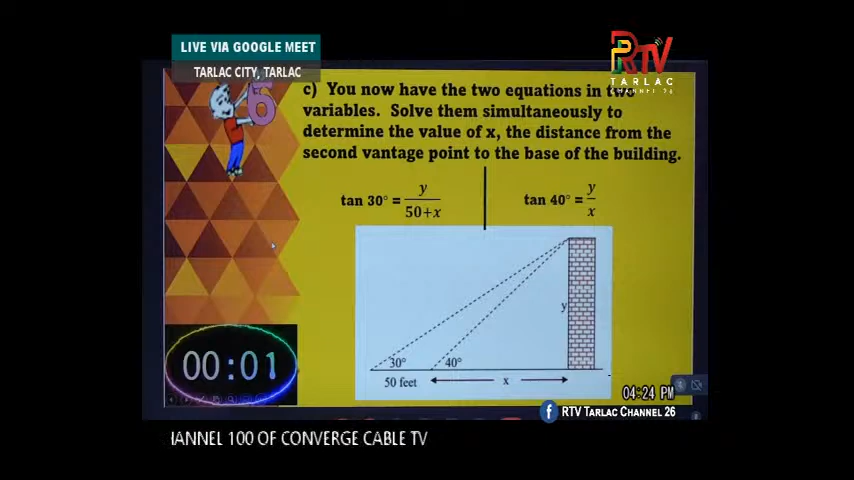 LIVE VIA GOOGLE MEET
TARLAC CITY, TARLAC
RTV
TARLAC
6
c) You now have the two equations in two
variables. Solve them simultaneously to
determine the value of x, the distance from the
second vantage point to the base of the building.
tan 30° = y/50+x
tan 40° = y/x
y
30°
40°
50 feet
x
00:01
04:24 PM
RTV TARLAC CHANNEL 26
HANNEL 100 OF CONVERGE CABLE TV